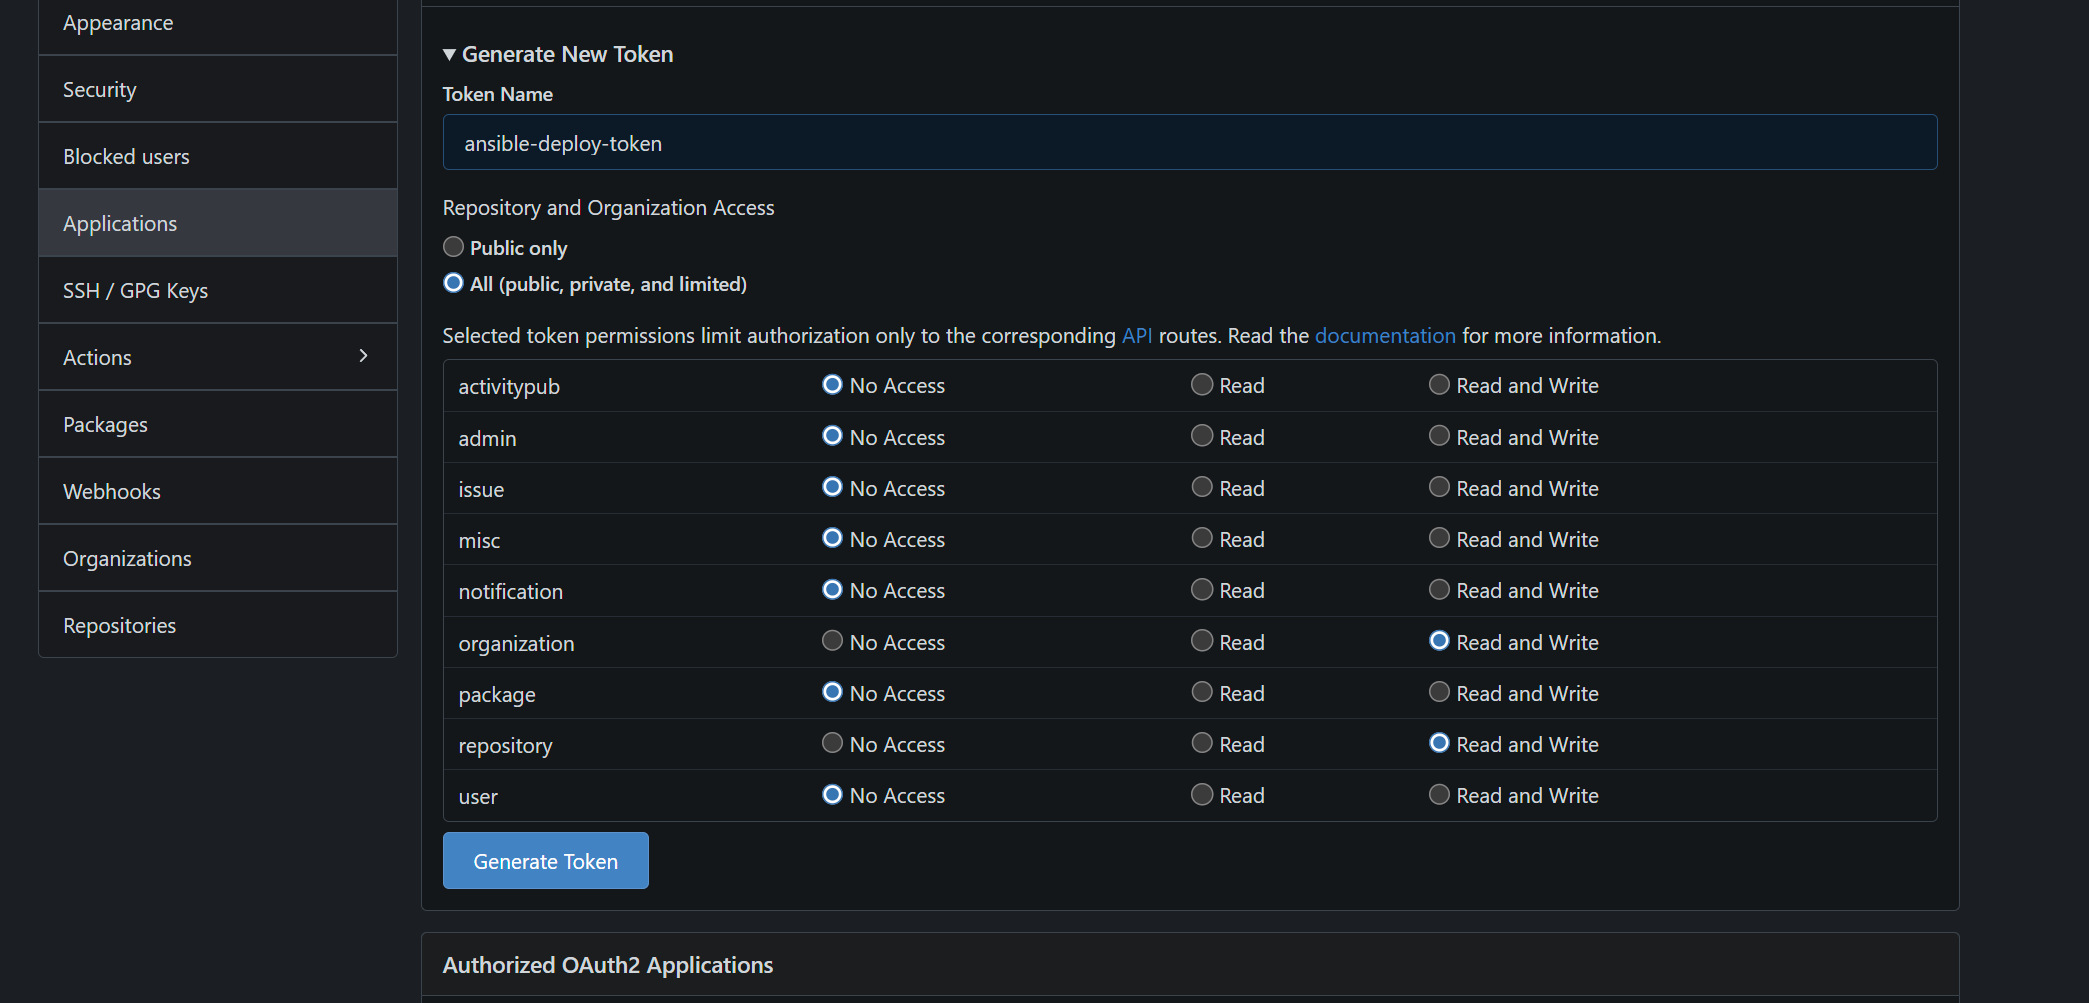 Appearance
Security
Blocked users
Applications
SSH / GPG Keys
Actions
Packages
Webhooks
Organizations
Repositories
Generate New Token
Token Name
ansible-deploy-token
Repository and Organization Access
Public only
All (public, private, and limited)
Selected token permissions limit authorization only to the corresponding API routes. Read the documentation for more information.
activitypub No Access Read Read and Write
admin No Access Read Read and Write
issue No Access Read Read and Write
misc No Access Read Read and Write
notification No Access Read Read and Write
organization No Access Read Read and Write
package No Access Read Read and Write
repository No Access Read Read and Write
user No Access Read Read and Write
Generate Token
Authorized OAuth2 Applications